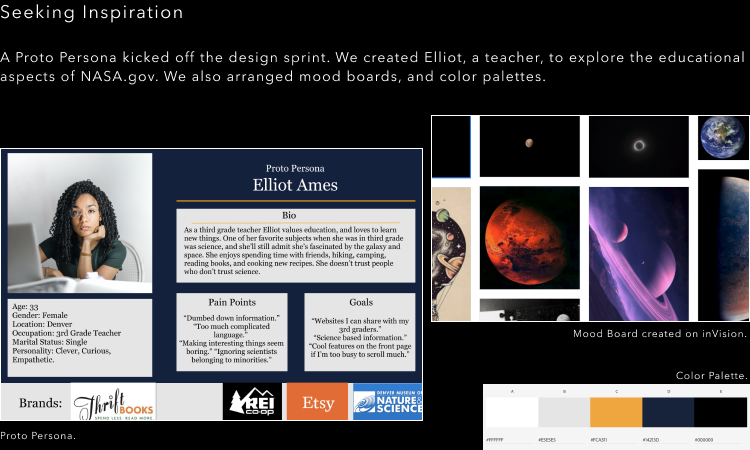 Seeking Inspiration
A Proto Persona kicked off the design sprint. We created Elliot, a teacher, to explore the educational
aspects of NASA.gov. We also arranged mood boards, and color palettes.
Proto Persona
Elliot Ames
Bio
As a third grade teacher Elliot values education, and loves to learn
new things. One of her favorite subjects when she was in third grade
was science, and she'll still admit she's fascinated by the galaxy and
space. She enjoys spending time with friends, hiking, camping,
reading books, and cooking new recipes. She doesn't trust people
who don't trust science.
Age: 33
Gender: Female
Location: Denver
Occupation: 3rd Grade Teacher
Marital Status: Single
Personality: Clever, Curious,
Empathetic.
Pain Points
“Dumbed down information.”
“Too much complicated
language.”
“Making interesting things seem
boring.” “Ignoring scientists
belonging to minorities.”
Goals
“Websites I can share with my
3rd graders.”
“Science based information.”
“Cool features on the front page
if I'm too busy to scroll much.”
Brands:
Thrift
BOOKS
SPEND LESS. READ MORE.
REI
CO-OP
Etsy
DENVER MUSEUM OF
NATURE&
SCIENCE
Proto Persona.
Mood Board created on inVision.
Color Palette.
A B C D E
#FFFFFF #E5E5E5 #FCA311 #14213D #000000